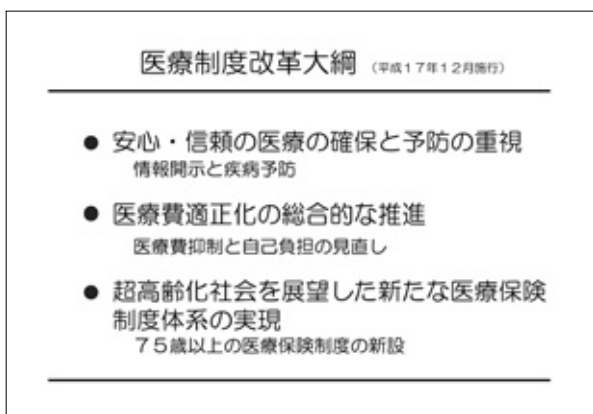 医療制度改革大綱 （平成１７年１２月施行）
● 安心・信頼の医療の確保と予防の重視
情報開示と疾病予防
● 医療費適正化の総合的な推進
医療費抑制と自己負担の見直し
● 超高齢化社会を展望した新たな医療保険
制度体系の実現
７５歳以上の医療保険制度の新設